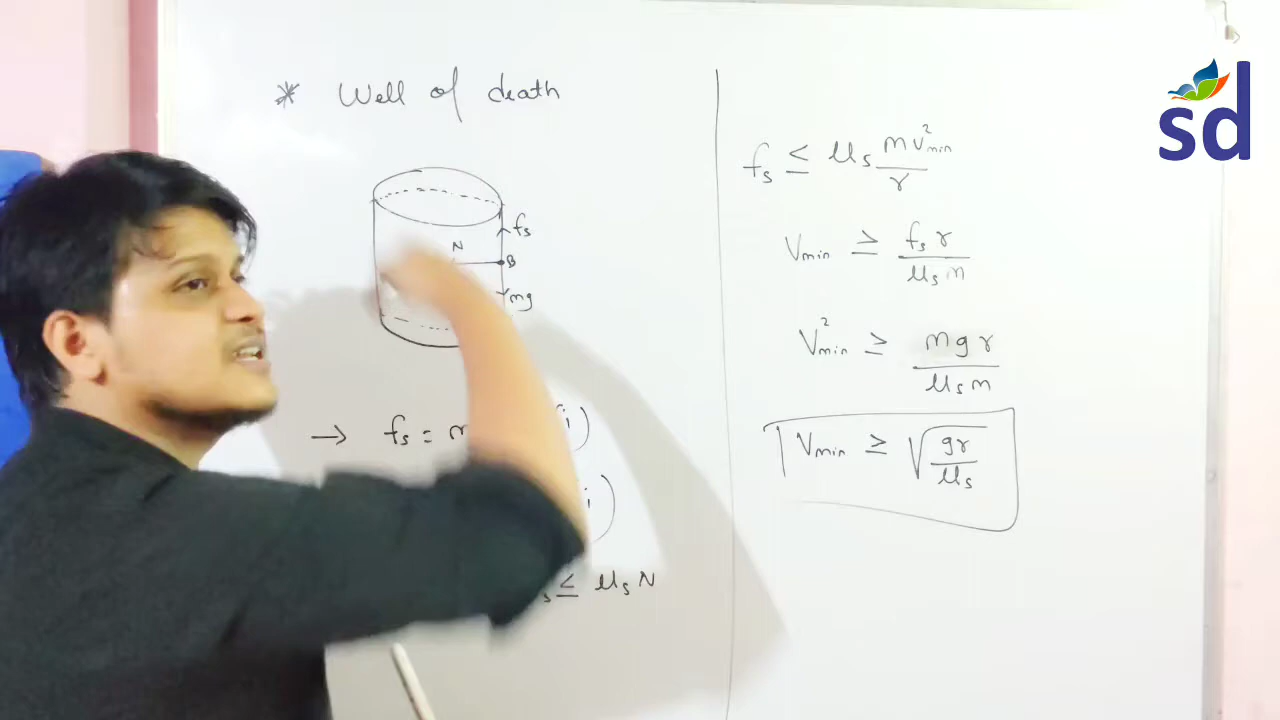 * Well of death
fs
N
B
mg
→ fs = m
i)
i)
s ≤ μs N
fs ≤ μs mv²min / r
Vmin ≥ fs r / μs m
V²min ≥ mgr / μs m
Vmin ≥ √(gr / μs)
sd